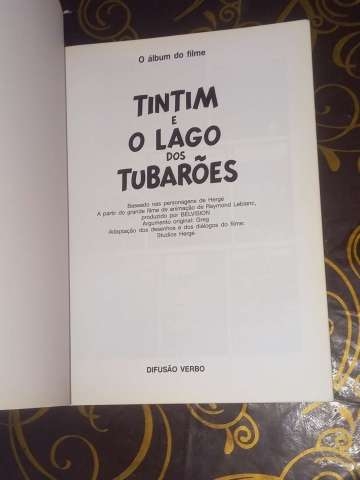 O álbum do filme
TINTIM
E
O LAGO
DOS
TUBARÕES
Baseado nas personagens de Hergé
A partir do grande filme de animação de Raymond Leblanc,
produzido por BELVISION
Argumento original: Greg
Adaptação dos desenhos e dos diálogos do filme:
Studios Hergé
DIFUSÃO VERBO